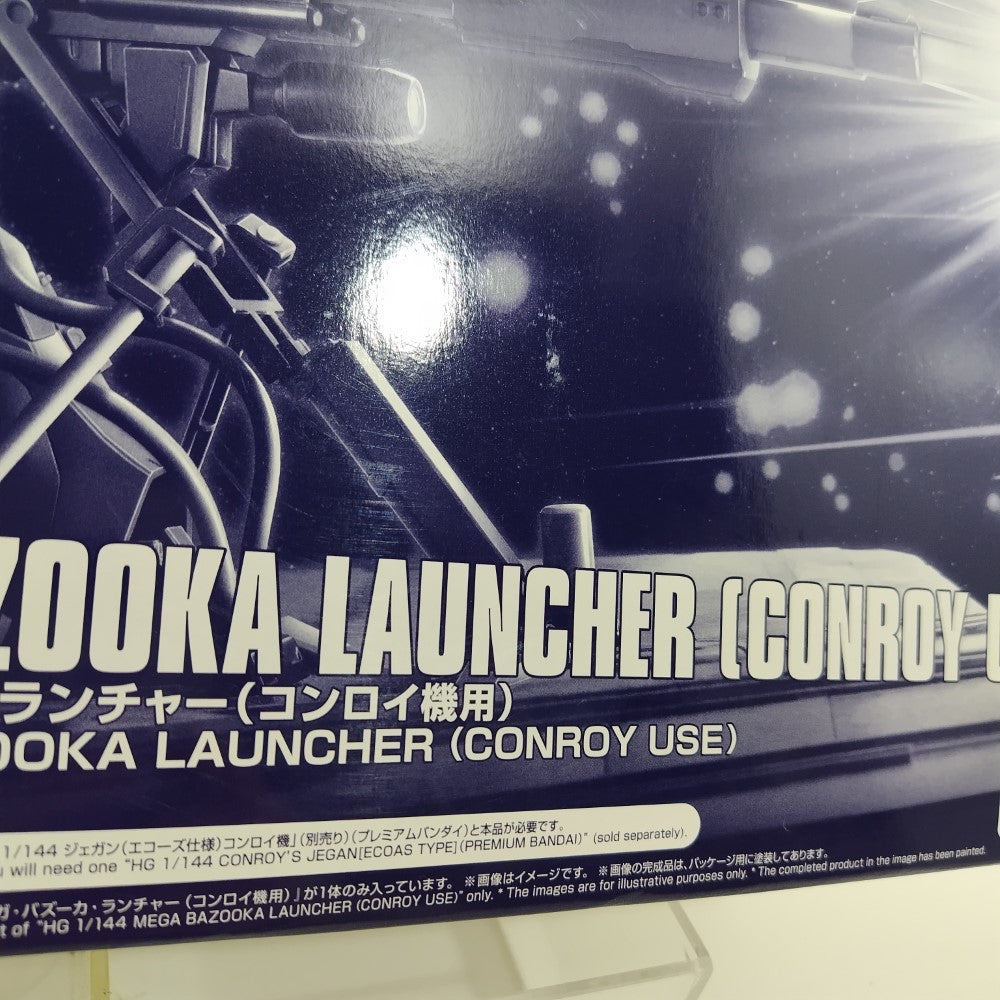 ZOOKA LAUNCHER (CONROY U
ランチャー(コンロイ機用)
OOKA LAUNCHER (CONROY USE)
1/144 ジェガン(エコーズ仕様)コンロイ機」(別売り)(プレミアムバンダイ)と本品が必要です。
u will need one "HG 1/144 CONROY'S JEGAN[ECOAS TYPE](PREMIUM BANDAI)" (sold separately).
ガ・バズーカ・ランチャー (コンロイ機用)」が1体のみ入っています。 ※画像はイメージです。 ※画像の完成品は、パッケージ用に塗装してあります。
t of "HG 1/144 MEGA BAZOOKA LAUNCHER (CONROY USE)" only. * The images are for illustrative purposes only. * The completed product in the image has been painted.